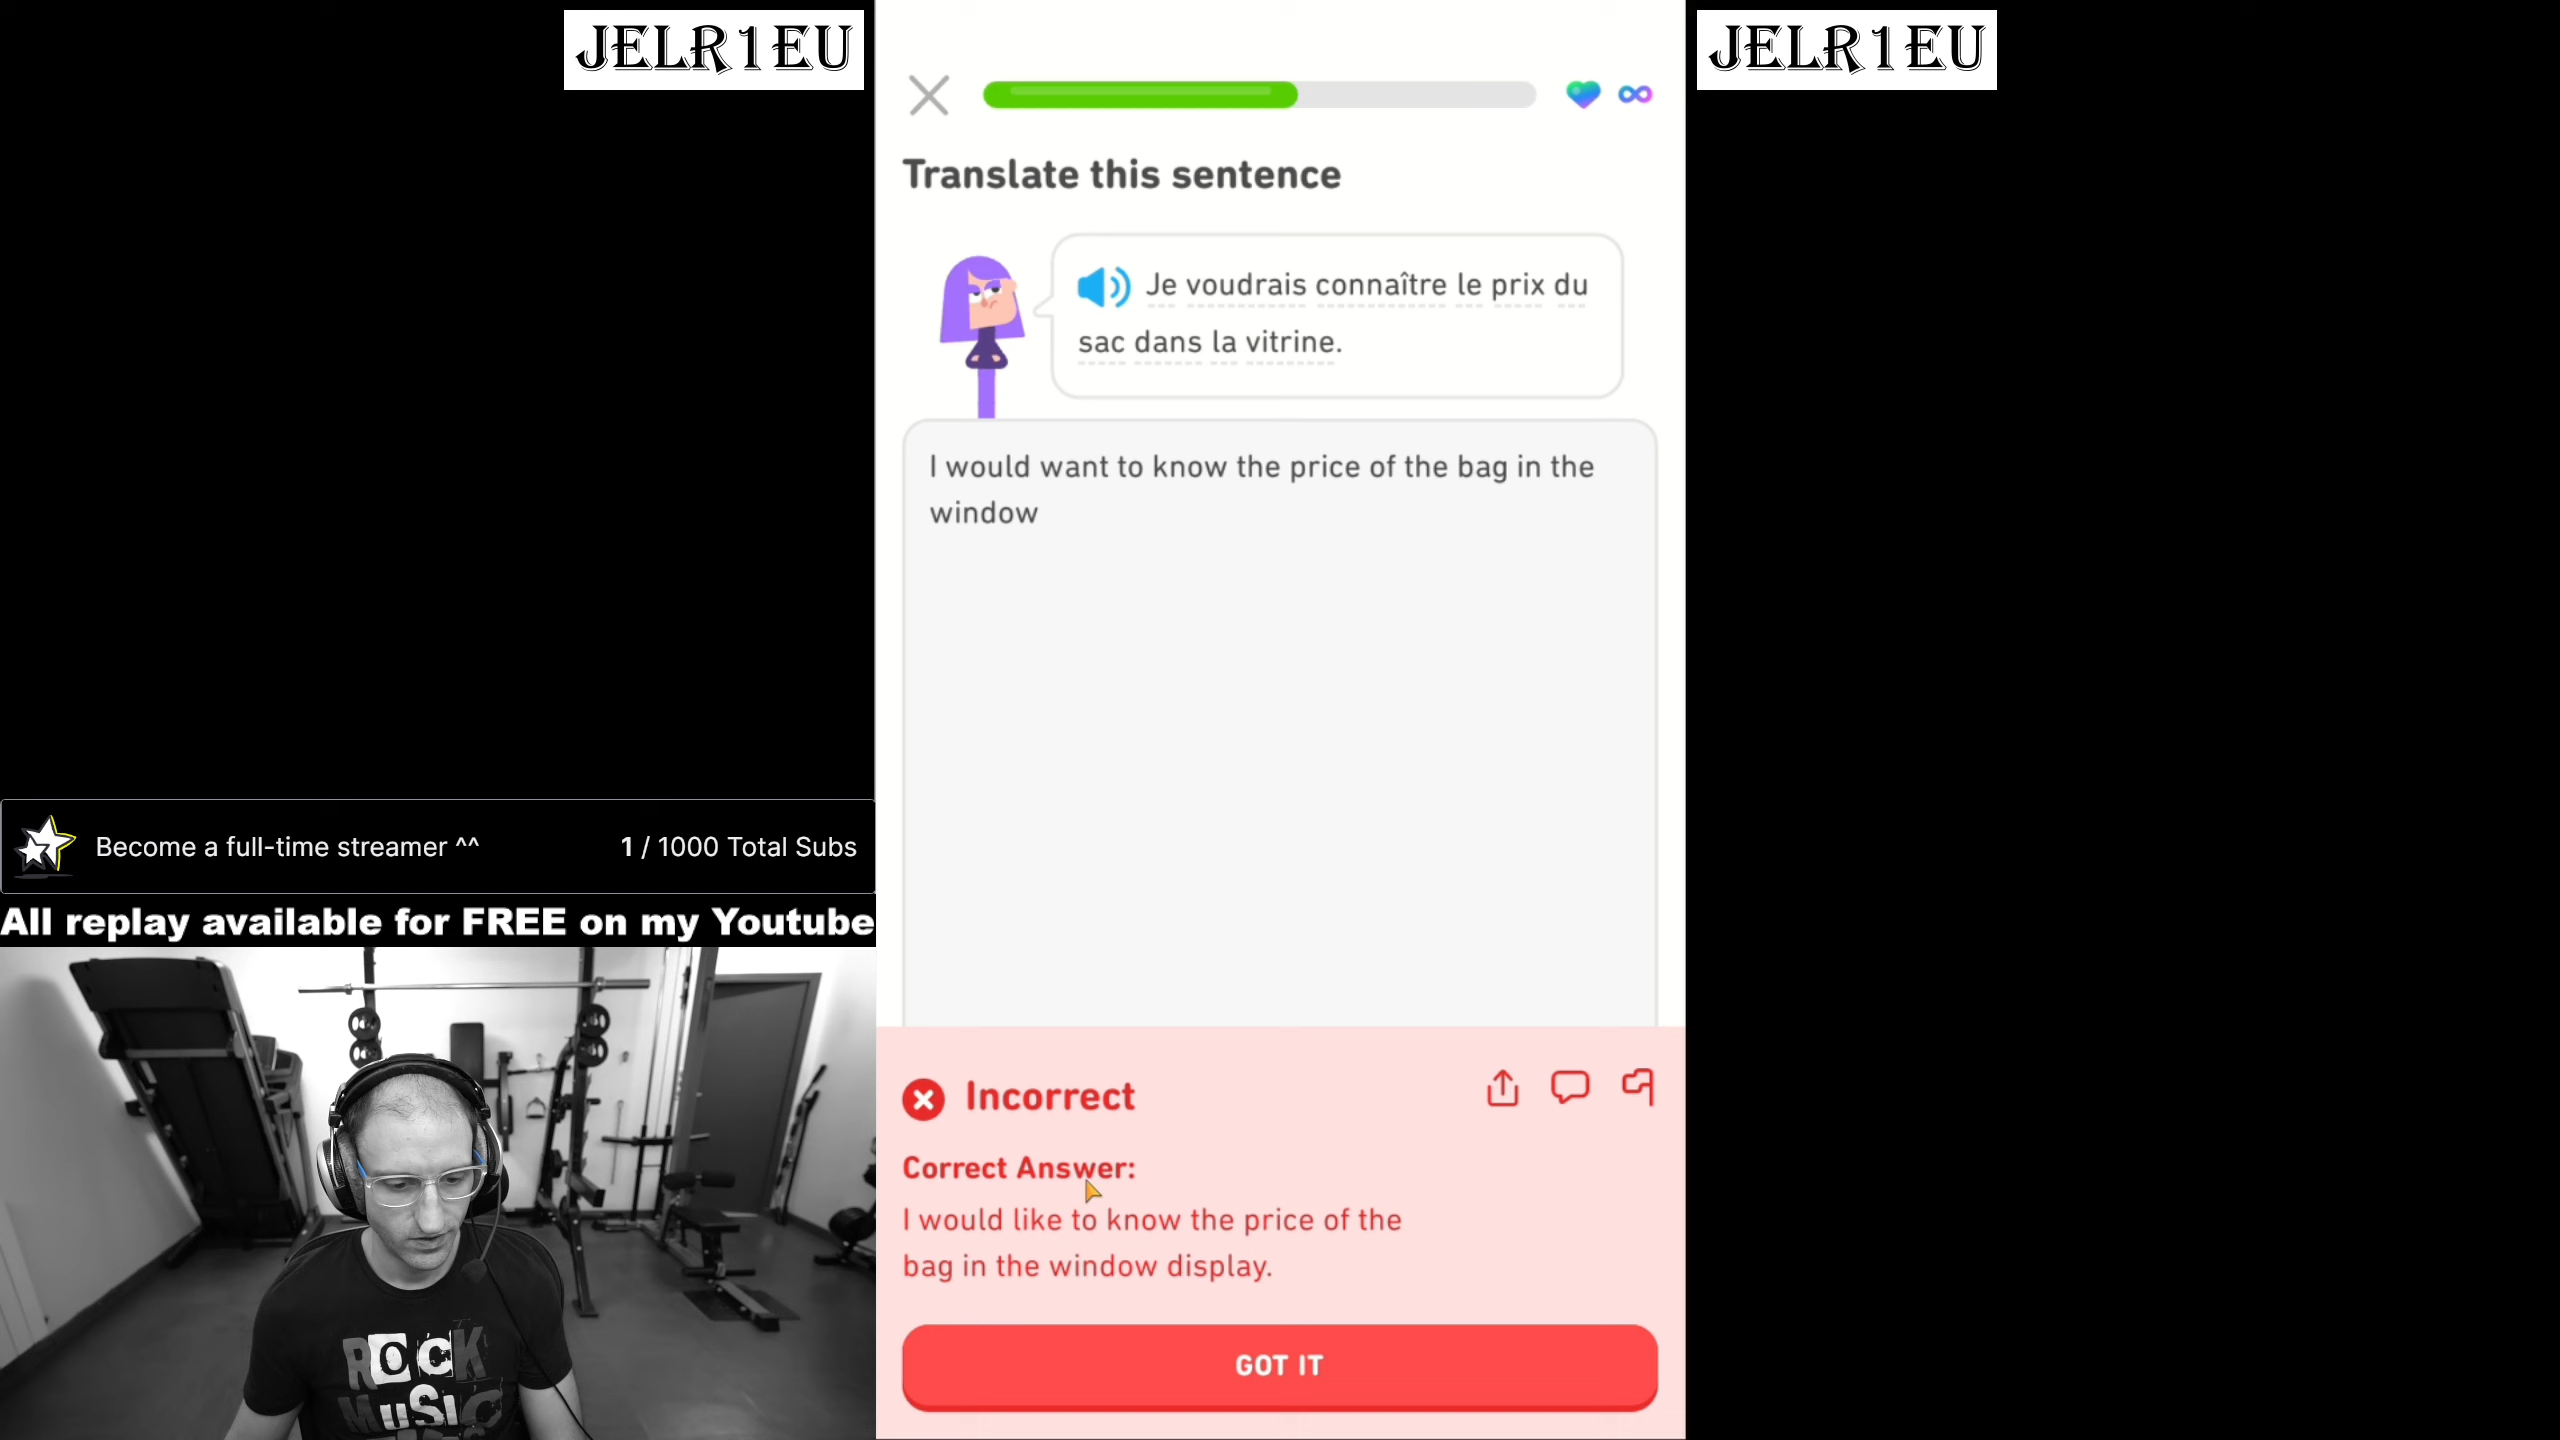 JELR1EU
JELR1EU
Translate this sentence
Je voudrais connaître le prix du
sac dans la vitrine.
I would want to know the price of the bag in the
window
Become a full-time streamer ^^ 1 / 1000 Total Subs
All replay available for FREE on my Youtube
ROCK
MUSIC
Incorrect
Correct Answer:
I would like to know the price of the
bag in the window display.
GOT IT